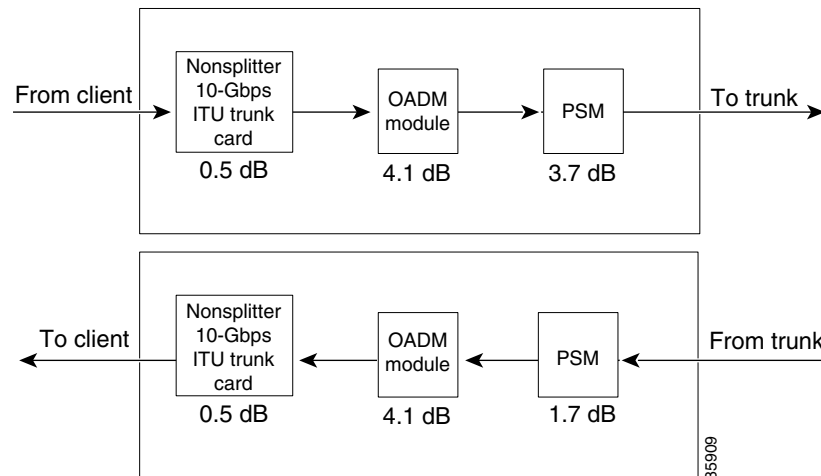 Nonsplitter
10-Gbps
ITU trunk
card
0.5 dB
From client
OADM
module
4.1 dB
PSM
3.7 dB
To trunk
To client
Nonsplitter
10-Gbps
ITU trunk
card
0.5 dB
OADM
module
4.1 dB
PSM
1.7 dB
From trunk